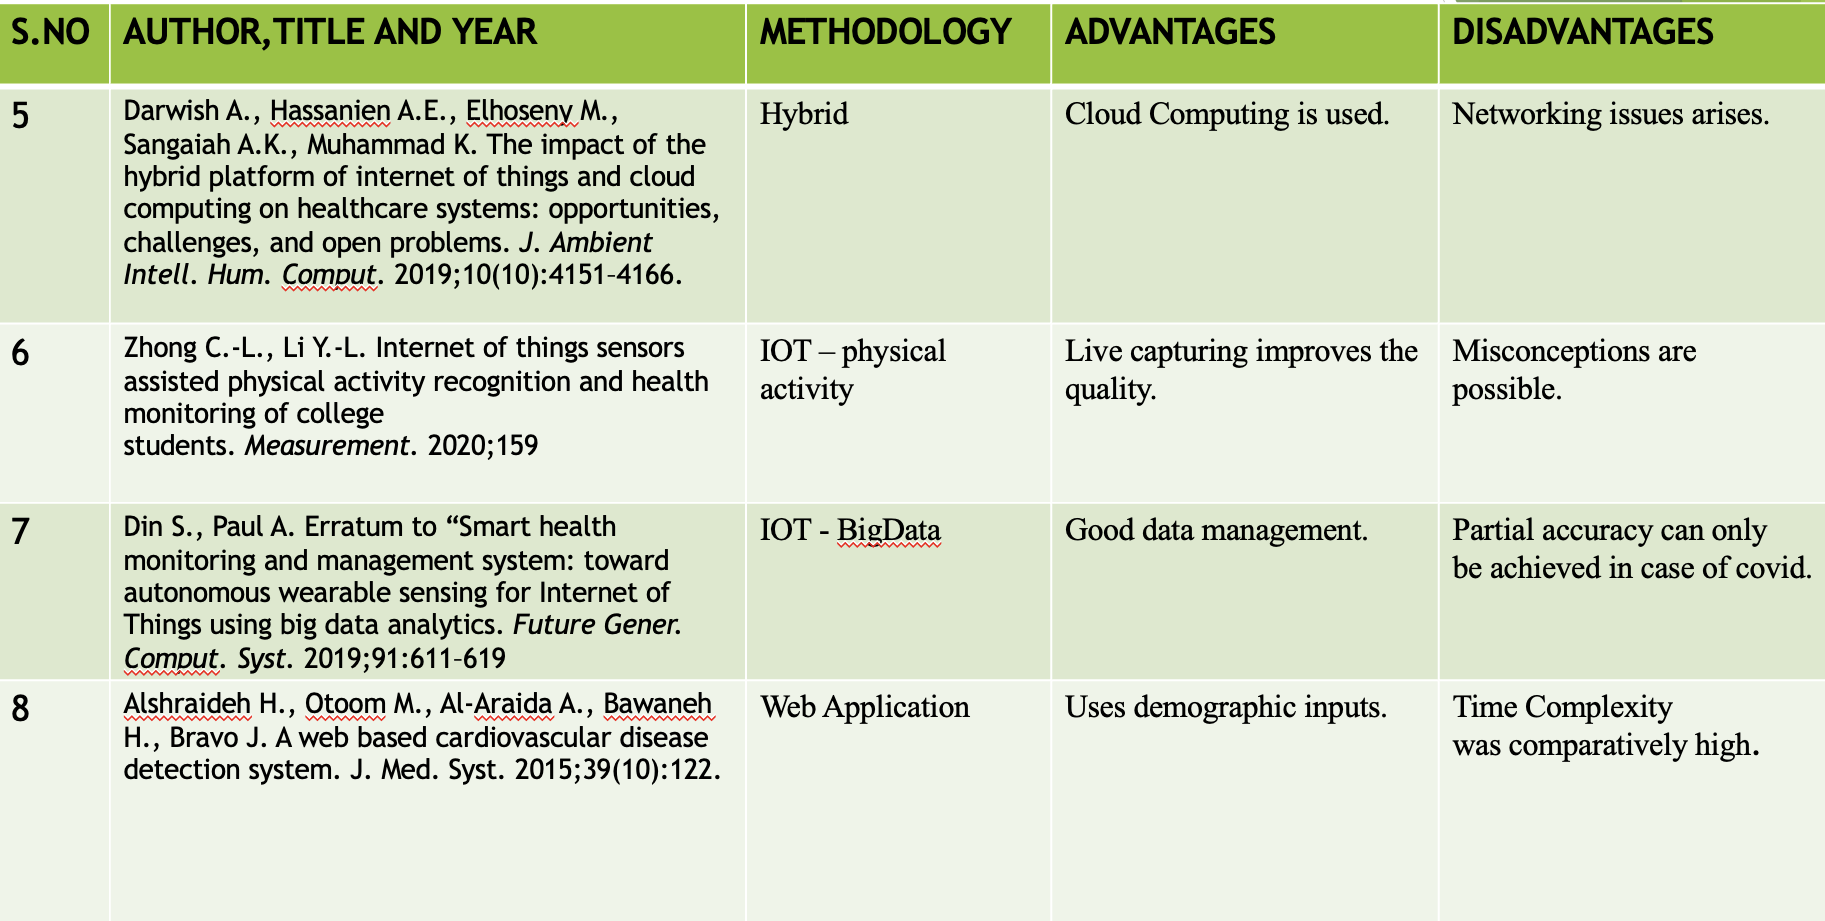 S.NO
AUTHOR,TITLE AND YEAR
METHODOLOGY
ADVANTAGES
DISADVANTAGES
5
Darwish A., Hassanien A.E., Elhoseny M.,
Sangaiah A.K., Muhammad K. The impact of the
hybrid platform of internet of things and cloud
computing on healthcare systems: opportunities,
challenges, and open problems. J. Ambient
Intell. Hum. Comput. 2019;10(10):4151–4166.
Hybrid
Cloud Computing is used.
Networking issues arises.
6
Zhong C.-L., Li Y.-L. Internet of things sensors
assisted physical activity recognition and health
monitoring of college
students. Measurement. 2020;159
IOT – physical
activity
Live capturing improves the
quality.
Misconceptions are
possible.
7
Din S., Paul A. Erratum to “Smart health
monitoring and management system: toward
autonomous wearable sensing for Internet of
Things using big data analytics. Future Gener.
Comput. Syst. 2019;91:611–619
IOT - BigData
Good data management.
Partial accuracy can only
be achieved in case of covid.
8
Alshraideh H., Otoom M., Al-Araida A., Bawaneh
H., Bravo J. A web based cardiovascular disease
detection system. J. Med. Syst. 2015;39(10):122.
Web Application
Uses demographic inputs.
Time Complexity
was comparatively high.